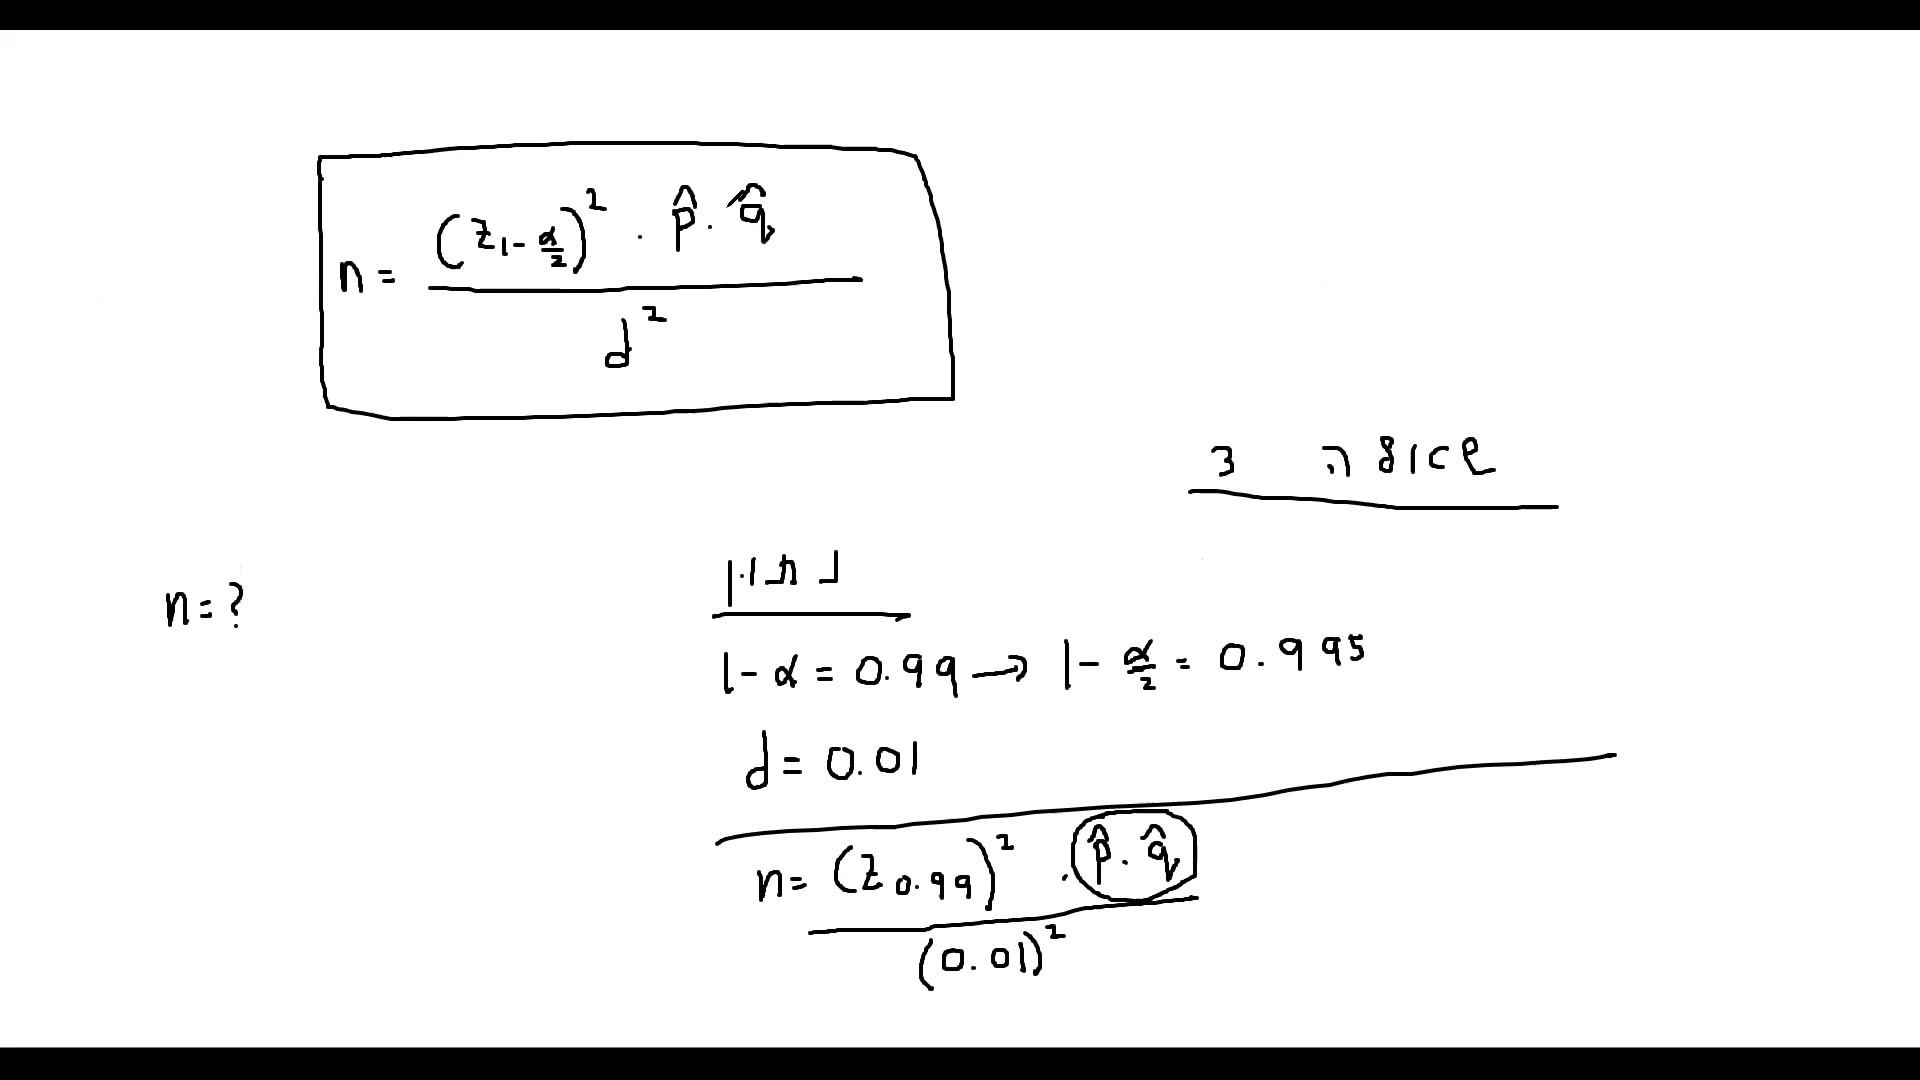 n = (z₁₋α/₂)² · p̂ · q̂ / d²
שאלה 3
נתון
n = ?
1 - α = 0.99 → 1 - α/2 = 0.995
d = 0.01
n = (z₀.₉₉)² · p̂ · q̂ / (0.01)²